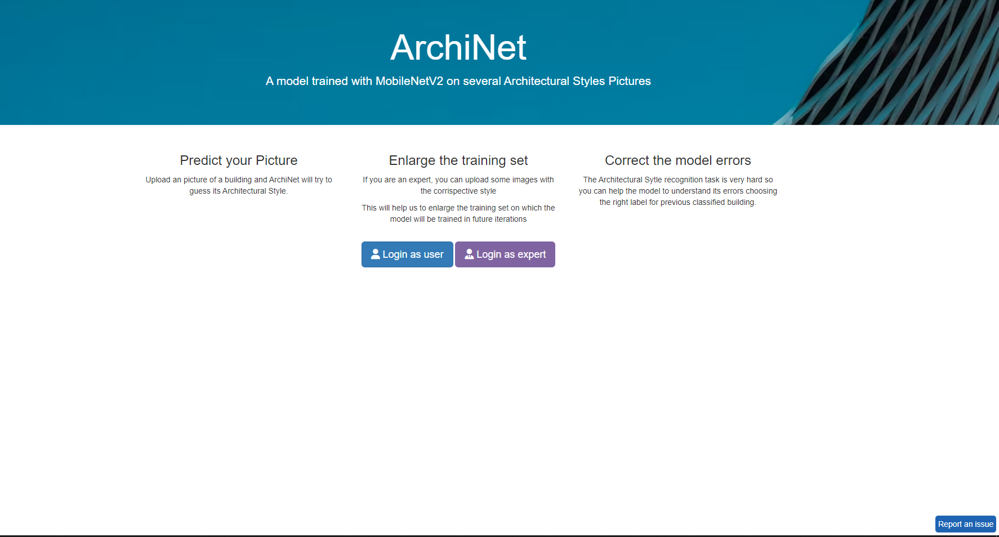 ArchiNet
A model trained with MobileNetV2 on several Architectural Styles Pictures
Predict your Picture
Upload an picture of a building and ArchiNet will try to
guess its Architectural Style.
Enlarge the training set
If you are an expert, you can upload some images with
the corrispective style
This will help us to enlarge the training set on which the
model will be trained in future iterations
Correct the model errors
The Architectural Sytle recognition task is very hard so
you can help the model to understand its errors choosing
the right label for previous classified building.
Login as user
Login as expert
Report an issue